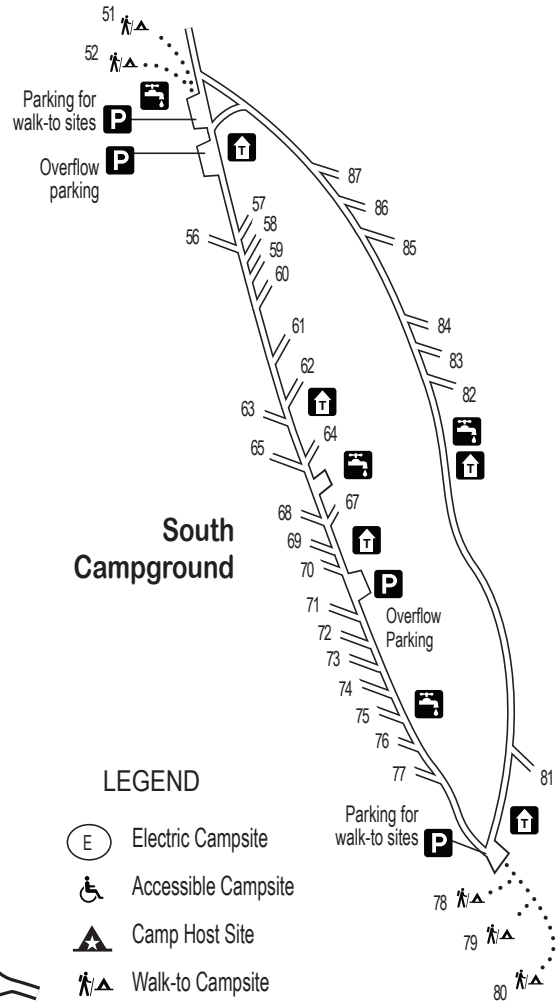 51
52
Parking for
walk-to sites
P
Overflow
parking
P
T
87
86
85
57
58
59
60
56
61
62
63
64
65
84
83
82
T
T
67
68
69
70
T
P
Overflow
Parking
71
72
73
74
75
76
77
South
Campground
81
T
Parking for
walk-to sites
P
78
79
80
LEGEND
E Electric Campsite
Accessible Campsite
Camp Host Site
Walk-to Campsite